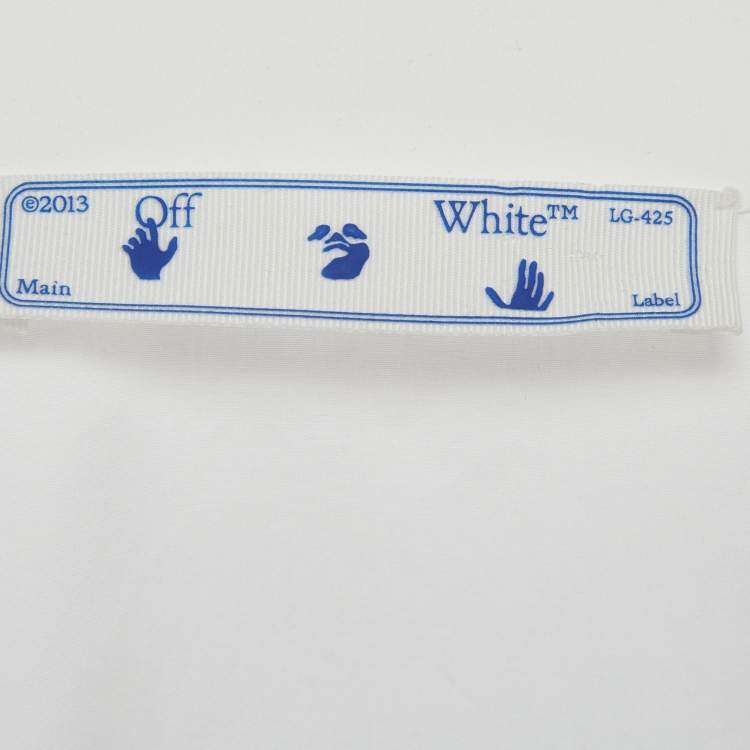 ©2013 Off White™ LG-425
Main Label